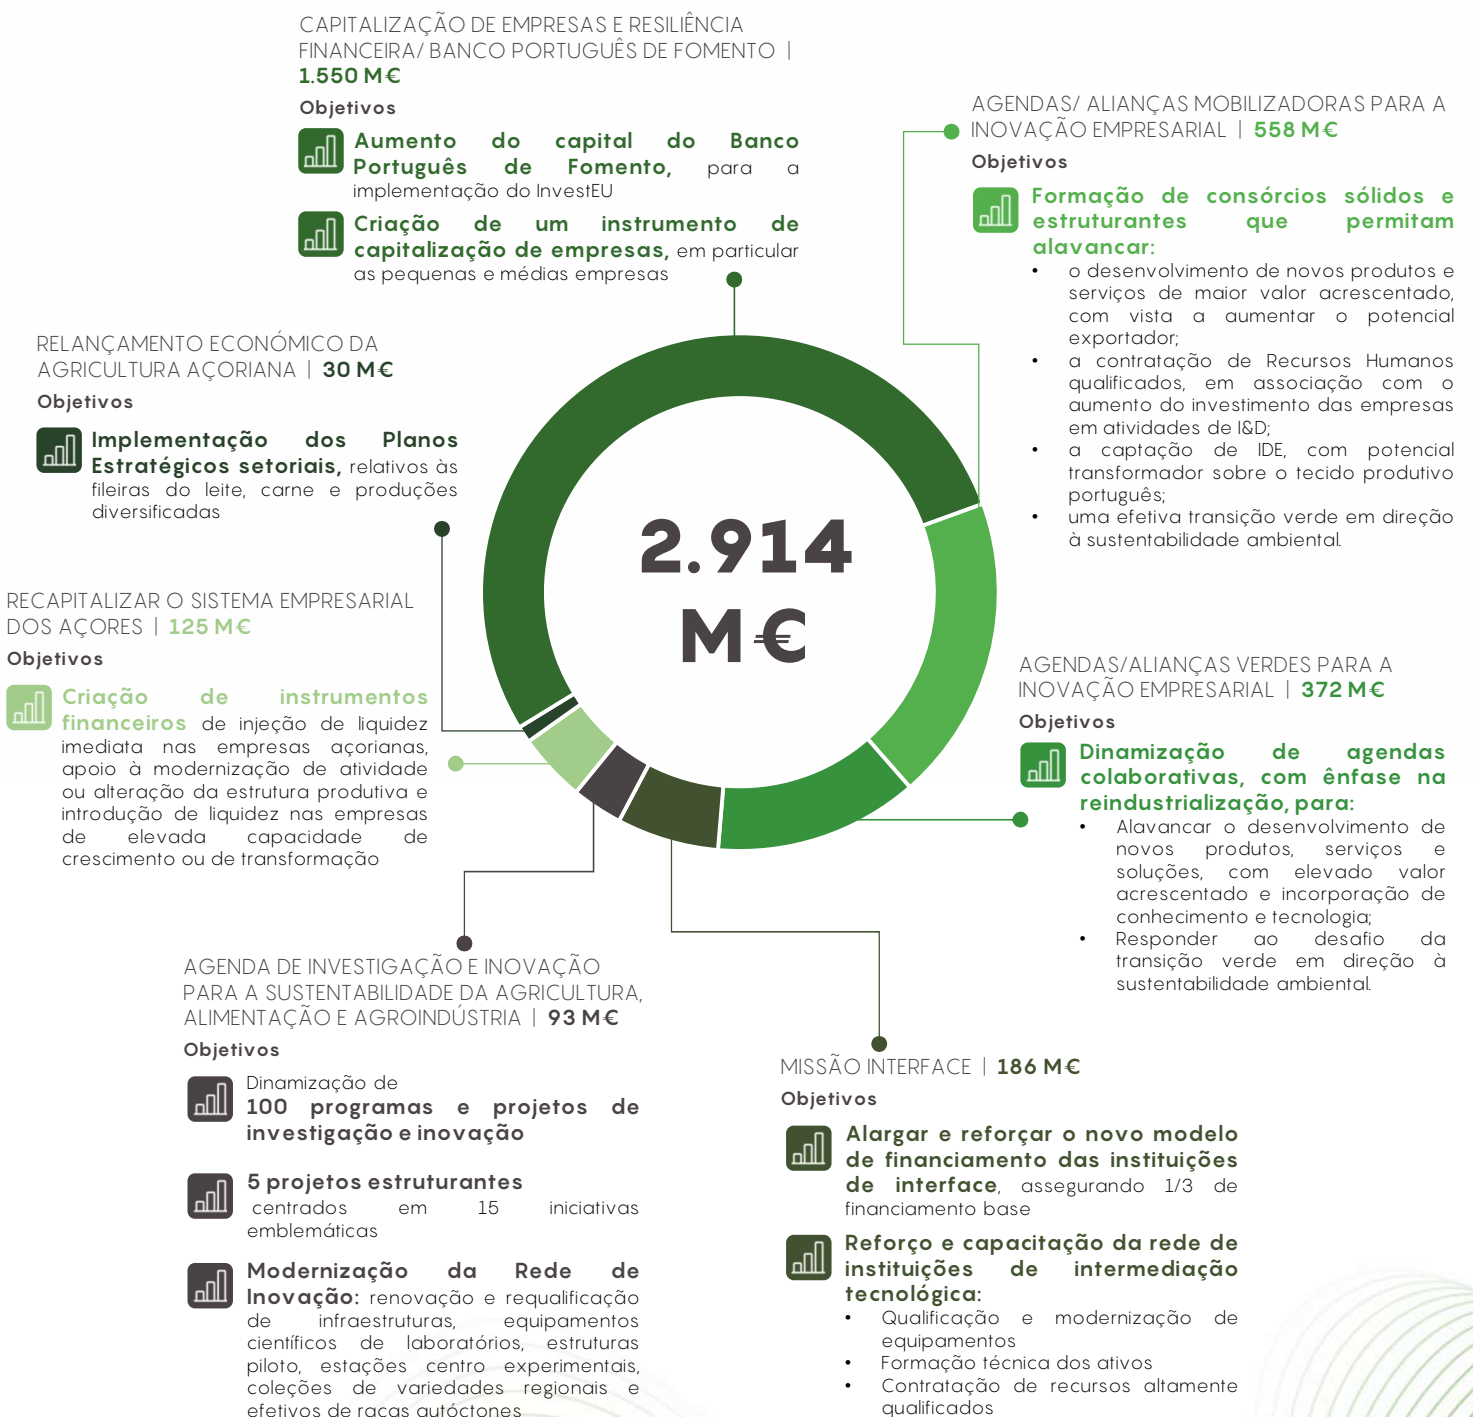 CAPITALIZAÇÃO DE EMPRESAS E RESILIÊNCIA
FINANCEIRA/ BANCO PORTUGUÊS DE FOMENTO |
1.550 M€
Objetivos
Aumento do capital do Banco
Português de Fomento, para a
implementação do InvestEU
Criação de um instrumento de
capitalização de empresas, em particular
as pequenas e médias empresas
AGENDAS/ ALIANÇAS MOBILIZADORAS PARA A
INOVAÇÃO EMPRESARIAL | 558 M€
Objetivos
Formação de consórcios sólidos e
estruturantes que permitam
alavancar:
• o desenvolvimento de novos produtos e
serviços de maior valor acrescentado,
com vista a aumentar o potencial
exportador;
• a contratação de Recursos Humanos
qualificados, em associação com o
aumento do investimento das empresas
em atividades de I&D;
• a captação de IDE, com potencial
transformador sobre o tecido produtivo
português;
• uma efetiva transição verde em direção
à sustentabilidade ambiental.
RELANÇAMENTO ECONÓMICO DA
AGRICULTURA AÇORIANA | 30 M€
Objetivos
Implementação dos Planos
Estratégicos setoriais, relativos às
fileiras do leite, carne e produções
diversificadas
2.914
M€
RECAPITALIZAR O SISTEMA EMPRESARIAL
DOS AÇORES | 125 M€
Objetivos
Criação de instrumentos
financeiros de injeção de liquidez
imediata nas empresas açorianas,
apoio à modernização de atividade
ou alteração da estrutura produtiva e
introdução de liquidez nas empresas
de elevada capacidade de
crescimento ou de transformação
AGENDAS/ALIANÇAS VERDES PARA A
INOVAÇÃO EMPRESARIAL | 372 M€
Objetivos
Dinamização de agendas
colaborativas, com ênfase na
reindustrialização, para:
• Alavancar o desenvolvimento de
novos produtos, serviços e
soluções, com elevado valor
acrescentado e incorporação de
conhecimento e tecnologia;
• Responder ao desafio da
transição verde em direção à
sustentabilidade ambiental.
AGENDA DE INVESTIGAÇÃO E INOVAÇÃO
PARA A SUSTENTABILIDADE DA AGRICULTURA,
ALIMENTAÇÃO E AGROINDÚSTRIA | 93 M€
Objetivos
Dinamização de
100 programas e projetos de
investigação e inovação
5 projetos estruturantes
centrados em 15 iniciativas
emblemáticas
Modernização da Rede de
Inovação: renovação e requalificação
de infraestruturas, equipamentos
científicos de laboratórios, estruturas
piloto, estações centro experimentais,
coleções de variedades regionais e
efetivos de raças autóctones
MISSÃO INTERFACE | 186 M€
Objetivos
Alargar e reforçar o novo modelo
de financiamento das instituições
de interface, assegurando 1/3 de
financiamento base
Reforço e capacitação da rede de
instituições de intermediação
tecnológica:
• Qualificação e modernização de
equipamentos
• Formação técnica dos ativos
• Contratação de recursos altamente
qualificados